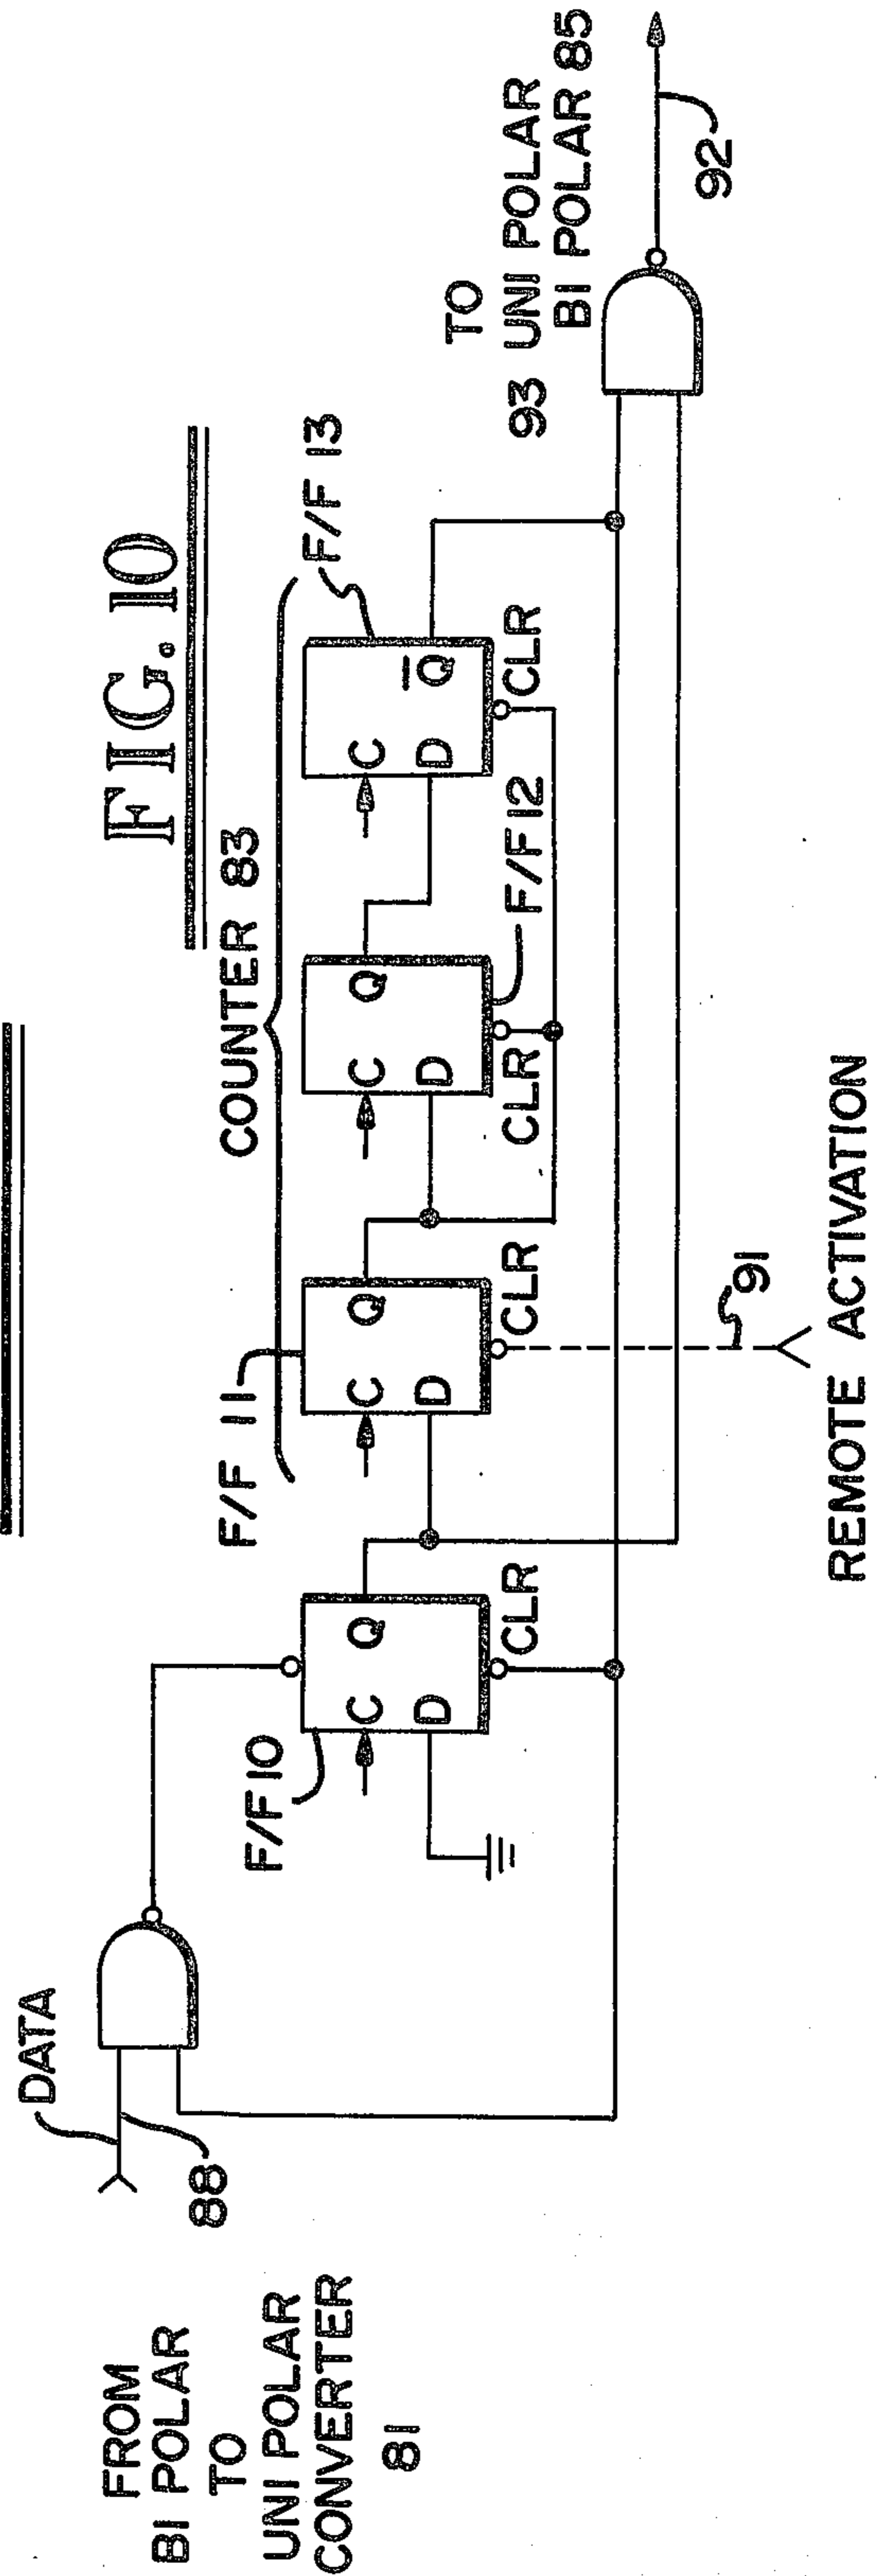 FIG. 10
COUNTER 83
F/F 11
F/F 13
F/F 12
F/F 10
DATA
88
FROM
BI POLAR
TO
UNI POLAR
CONVERTER
81
C
D
Q
CLR
C
D
Q
CLR
C
D
Q
CLR
C
D
Q̅
CLR
93
TO
UNI POLAR
BI POLAR 85
92
91
REMOTE ACTIVATION